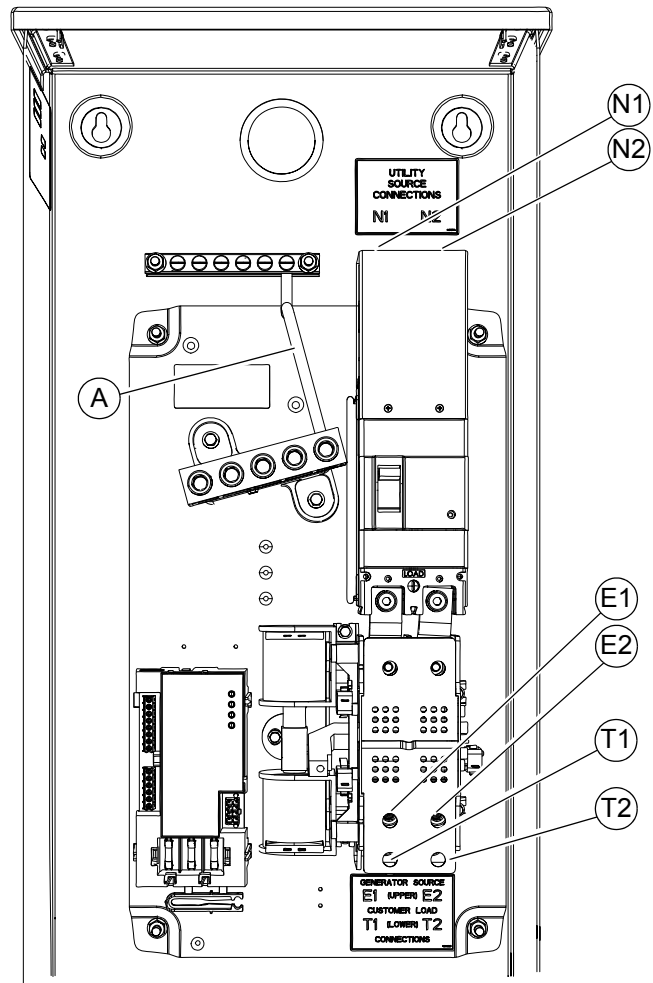 N1
N2
UTILITY
SOURCE
CONNECTIONS
N1 N2
A
LOAD
E1
E2
T1
T2
GENERATOR SOURCE
E1 (UPPER) E2
CUSTOMER LOAD
T1 (LOWER) T2
CONNECTIONS